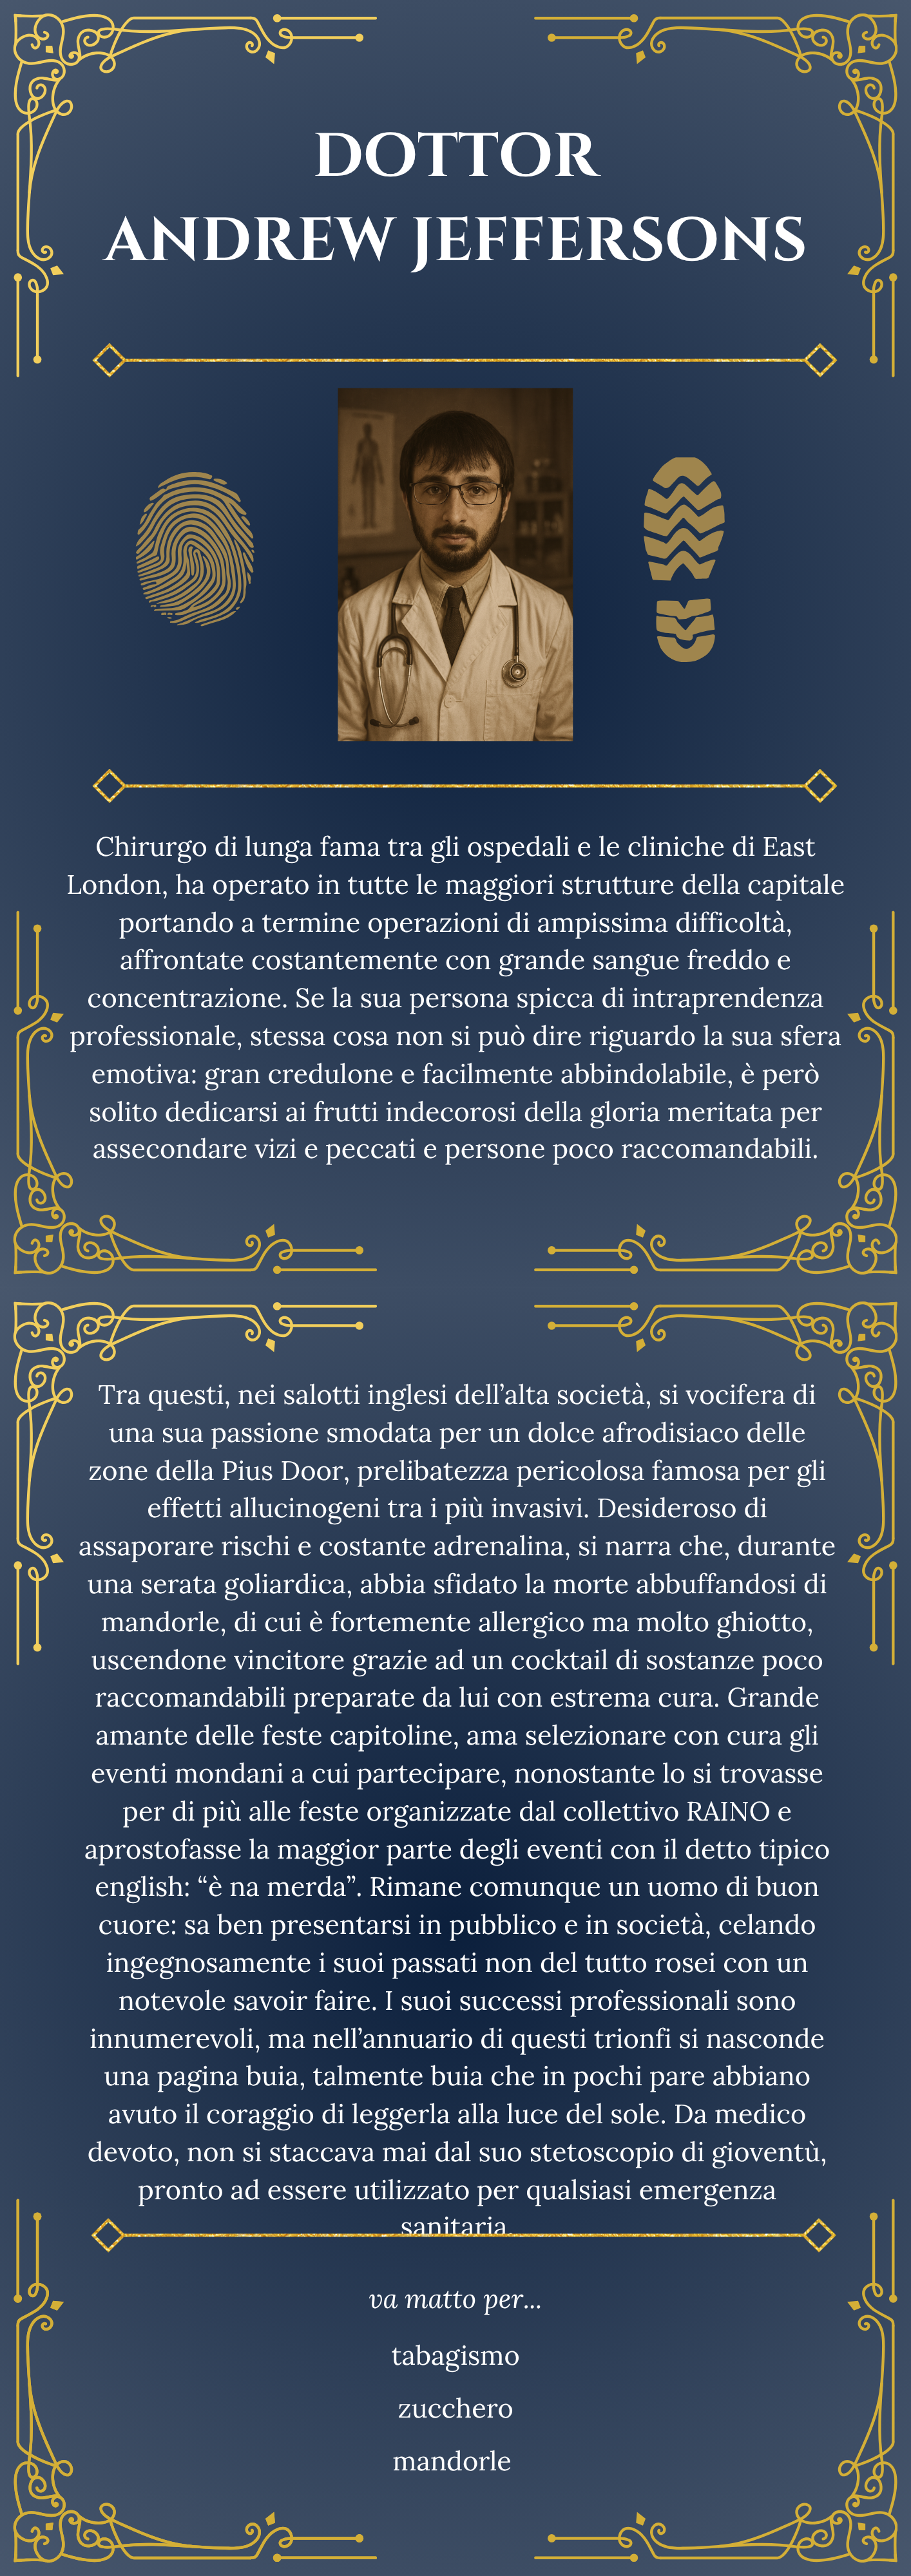 DOTTOR
ANDREW JEFFERSONS
Chirurgo di lunga fama tra gli ospedali e le cliniche di East
London, ha operato in tutte le maggiori strutture della capitale
portando a termine operazioni di ampissima difficoltà,
affrontate costantemente con grande sangue freddo e
concentrazione. Se la sua persona spicca di intraprendenza
professionale, stessa cosa non si può dire riguardo la sua sfera
emotiva: gran credulone e facilmente abbindolabile, è però
solito dedicarsi ai frutti indecorosi della gloria meritata per
assecondare vizi e peccati e persone poco raccomandabili.
Tra questi, nei salotti inglesi dell’alta società, si vocifera di
una sua passione smodata per un dolce afrodisiaco delle
zone della Pius Door, prelibatezza pericolosa famosa per gli
effetti allucinogeni tra i più invasivi. Desideroso di
assaporare rischi e costante adrenalina, si narra che, durante
una serata goliardica, abbia sfidato la morte abbuffandosi di
mandorle, di cui è fortemente allergico ma molto ghiotto,
uscendone vincitore grazie ad un cocktail di sostanze poco
raccomandabili preparate da lui con estrema cura. Grande
amante delle feste capitoline, ama selezionare con cura gli
eventi mondani a cui partecipare, nonostante lo si trovasse
per di più alle feste organizzate dal collettivo RAINO e
aprostofasse la maggior parte degli eventi con il detto tipico
english: “è na merda”. Rimane comunque un uomo di buon
cuore: sa ben presentarsi in pubblico e in società, celando
ingegnosamente i suoi passati non del tutto rosei con un
notevole savoir faire. I suoi successi professionali sono
innumerevoli, ma nell’annuario di questi trionfi si nasconde
una pagina buia, talmente buia che in pochi pare abbiano
avuto il coraggio di leggerla alla luce del sole. Da medico
devoto, non si staccava mai dal suo stetoscopio di gioventù,
pronto ad essere utilizzato per qualsiasi emergenza
sanitaria.
va matto per...
tabagismo
zucchero
mandorle